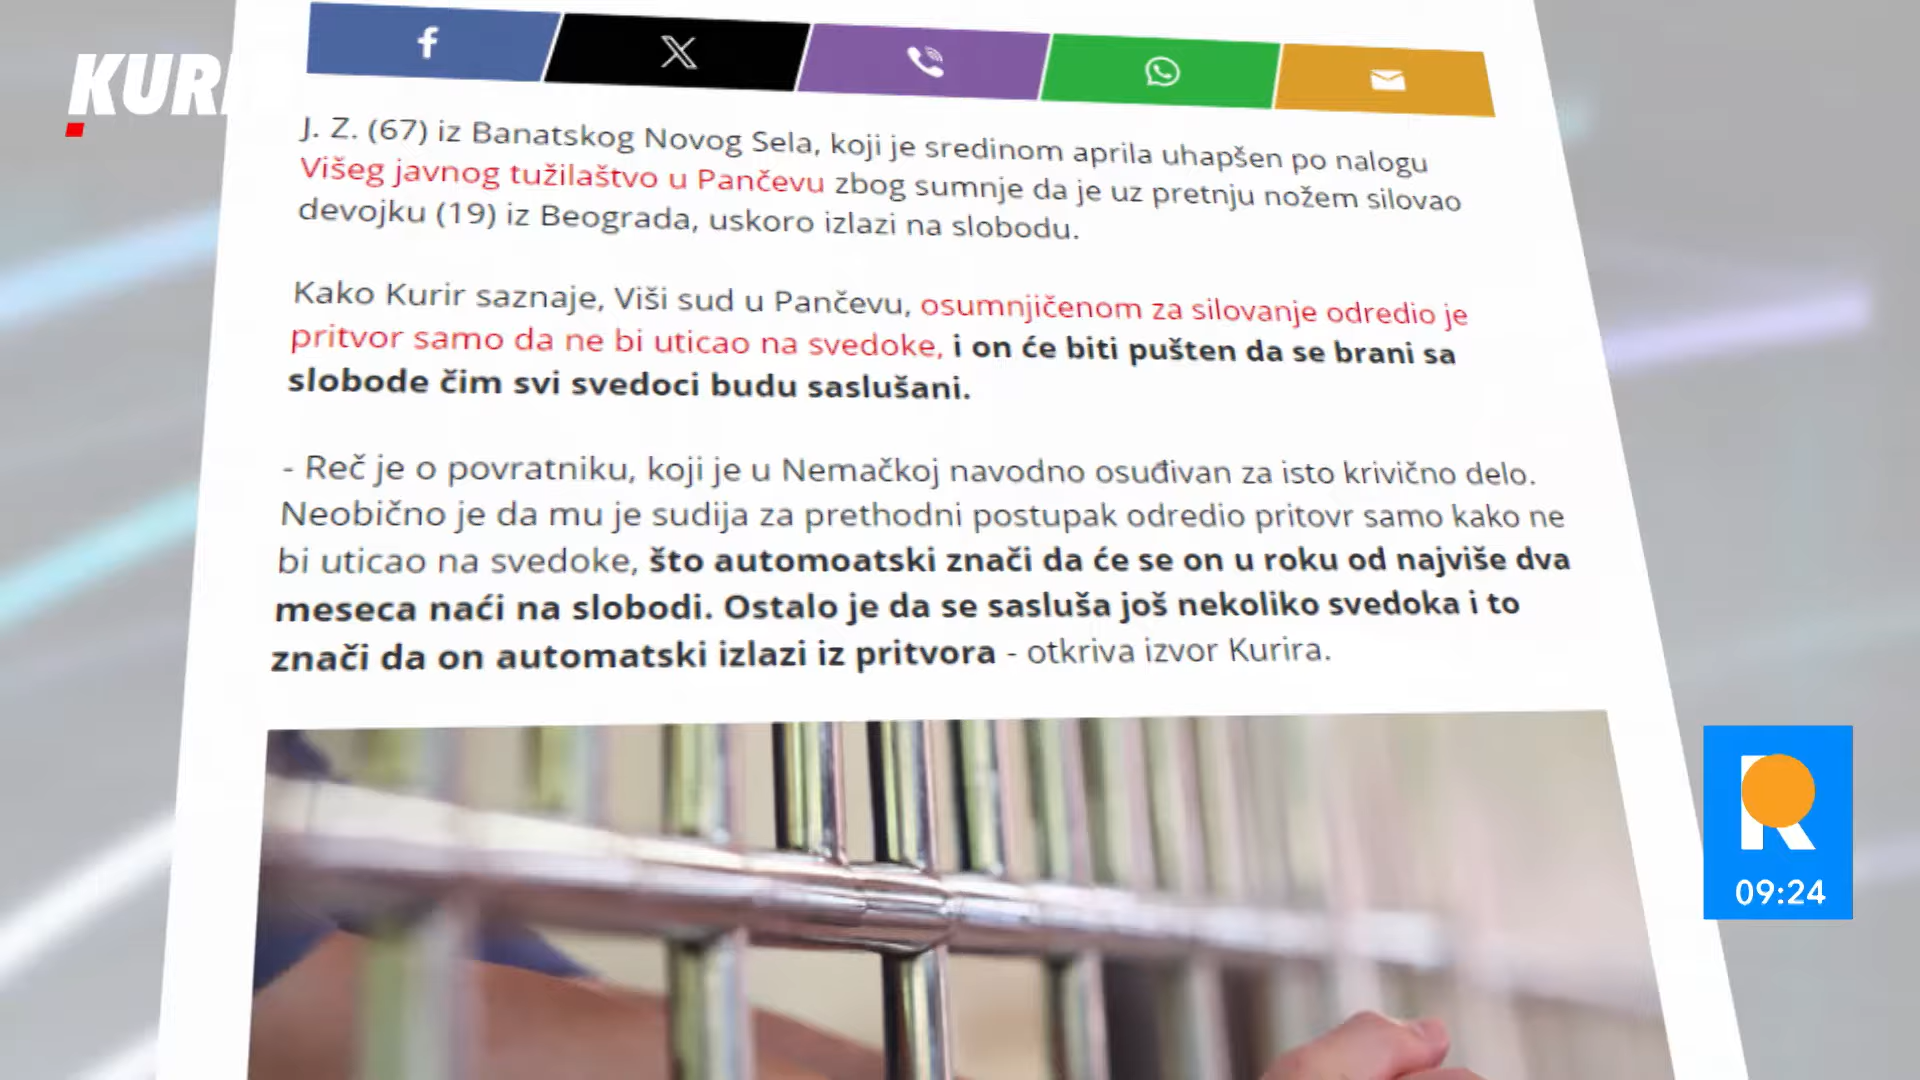 KURI
J. Z. (67) iz Banatskog Novog Sela, koji je sredinom aprila uhapšen po nalogu
Višeg javnog tužilaštvo u Pančevu zbog sumnje da je uz pretnju nožem silovao
devojku (19) iz Beograda, uskoro izlazi na slobodu.
Kako Kurir saznaje, Viši sud u Pančevu, osumnjičenom za silovanje odredio je
pritvor samo da ne bi uticao na svedoke, i on će biti pušten da se brani sa
slobode čim svi svedoci budu saslušani.
- Reč je o povratniku, koji je u Nemačkoj navodno osuđivan za isto krivično delo.
Neobično je da mu je sudija za prethodni postupak odredio pritovr samo kako ne
bi uticao na svedoke, što automoatski znači da će se on u roku od najviše dva
meseca naći na slobodi. Ostalo je da se sasluša još nekoliko svedoka i to
znači da on automatski izlazi iz pritvora - otkriva izvor Kurira.
R
09:24